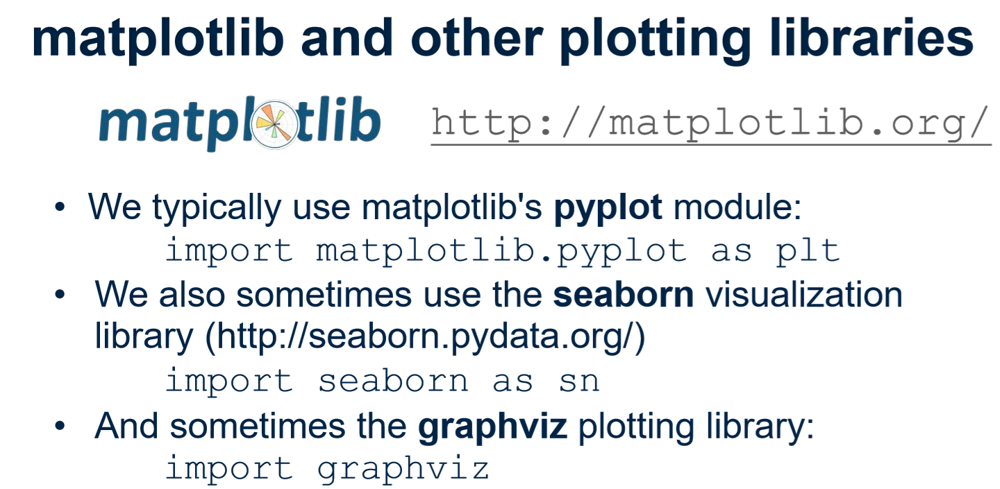 matplotlib and other plotting libraries
matplotlib http://matplotlib.org/
• We typically use matplotlib's pyplot module:
import matplotlib.pyplot as plt
• We also sometimes use the seaborn visualization
library (http://seaborn.pydata.org/)
import seaborn as sn
• And sometimes the graphviz plotting library:
import graphviz